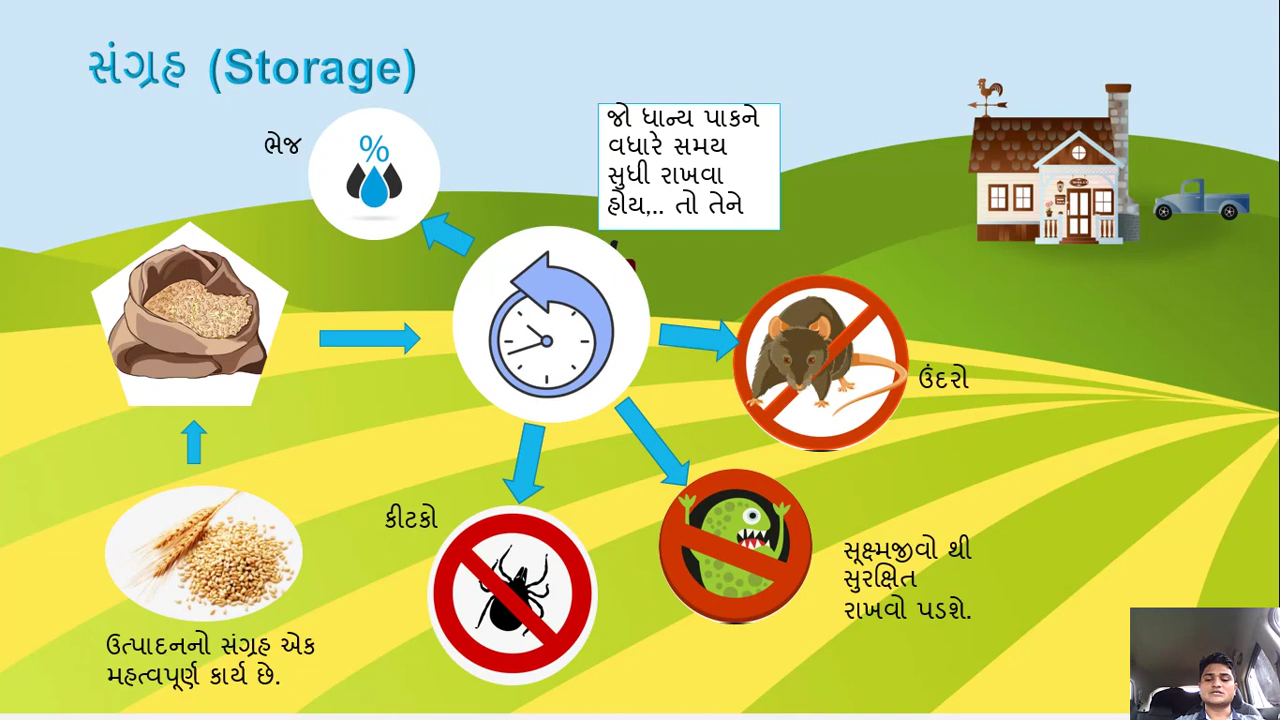 સંગ્રહ (Storage)
ભેજ
%
જો ધાન્ય પાકને
વધારે સમય
સુધી રાખવા
હોય,.. તો તેને
ઉંદરો
કીટકો
સૂક્ષ્મજીવો થી
સુરક્ષિત
રાખવો પડશે.
ઉત્પાદનનો સંગ્રહ એક
મહત્વપૂર્ણ કાર્ય છે.